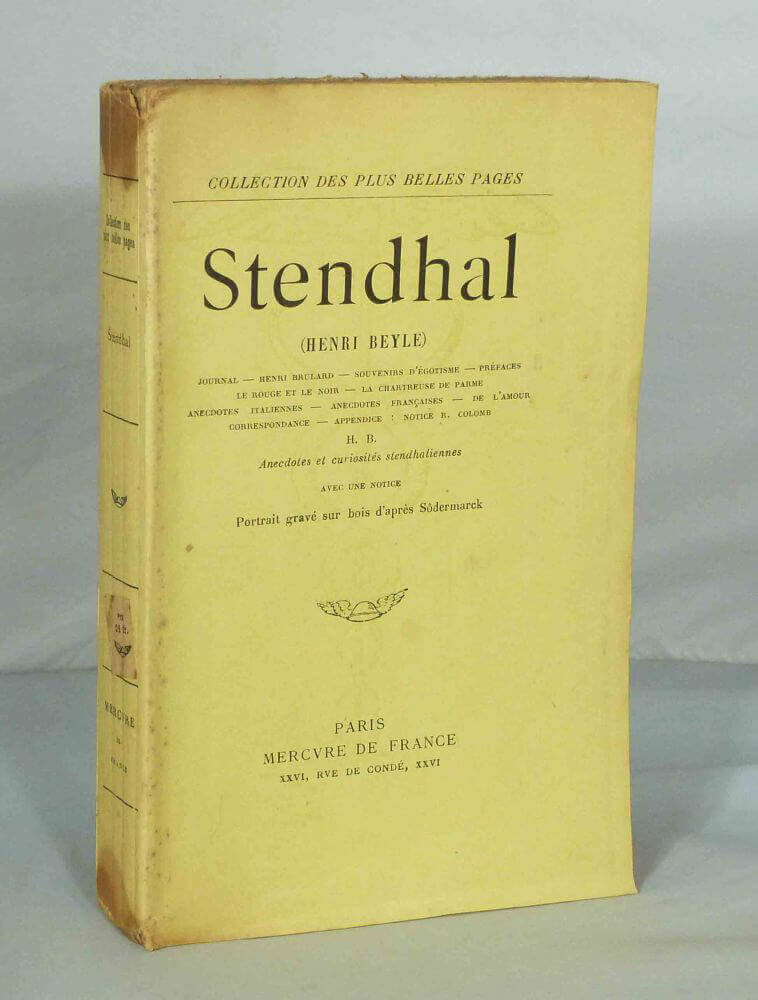 COLLECTION DES PLUS BELLES PAGES
Stendhal
(HENRI BEYLE)
JOURNAL — HENRI BRULARD — SOUVENIRS D'ÉGOTISME — PRÉFACES
LE ROUGE ET LE NOIR — LA CHARTREUSE DE PARME
ANECDOTES ITALIENNES — ANECDOTES FRANÇAISES — DE L'AMOUR
CORRESPONDANCE — APPENDICE : NOTICE R. COLOMB
H. B.
Anecdotes et curiosités stendhaliennes
AVEC UNE NOTICE
Portrait gravé sur bois d'après Södermarck
PARIS
MERCVRE DE FRANCE
XXVI, RVE DE CONDÉ, XXVI
Collection des
plus belles pages
Stendhal
MERCVRE
DE
FRANCE